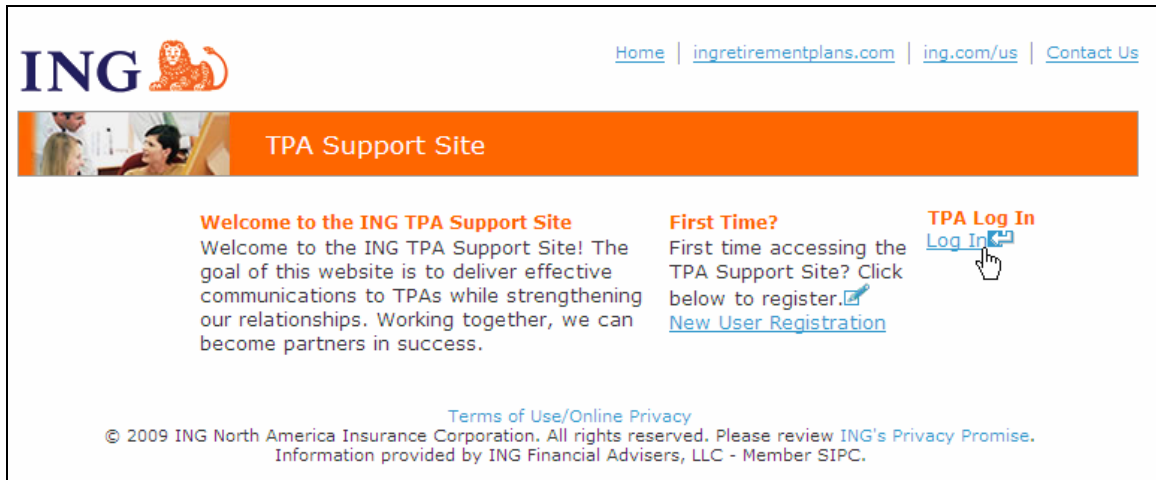 ING
Home | ingretirementplans.com | ing.com/us | Contact Us
TPA Support Site
Welcome to the ING TPA Support Site
Welcome to the ING TPA Support Site! The
goal of this website is to deliver effective
communications to TPAs while strengthening
our relationships. Working together, we can
become partners in success.
First Time?
First time accessing the
TPA Support Site? Click
below to register.
New User Registration
TPA Log In
Log In
Terms of Use/Online Privacy
© 2009 ING North America Insurance Corporation. All rights reserved. Please review ING's Privacy Promise.
Information provided by ING Financial Advisers, LLC - Member SIPC.